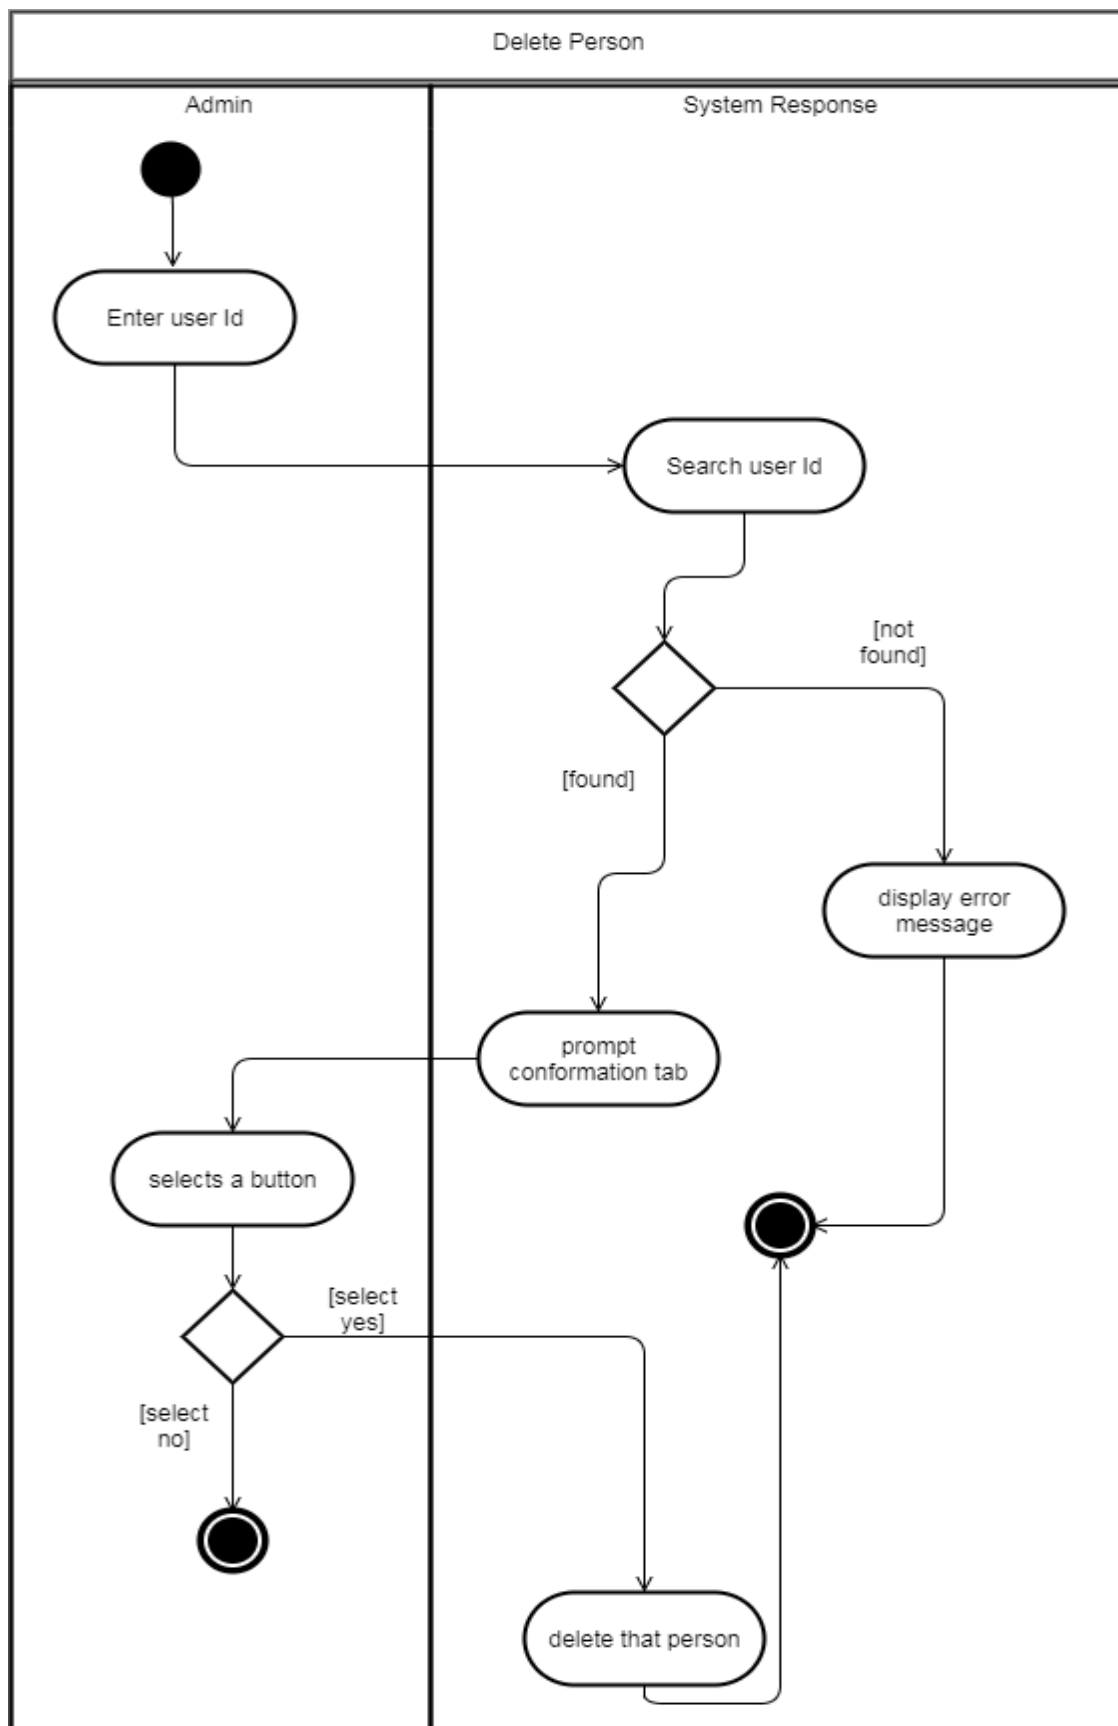 Delete Person
Admin
System Response
Enter user Id
Search user Id
[not
found]
[found]
display error
message
prompt
conformation tab
selects a button
[select
yes]
[select
no]
delete that person